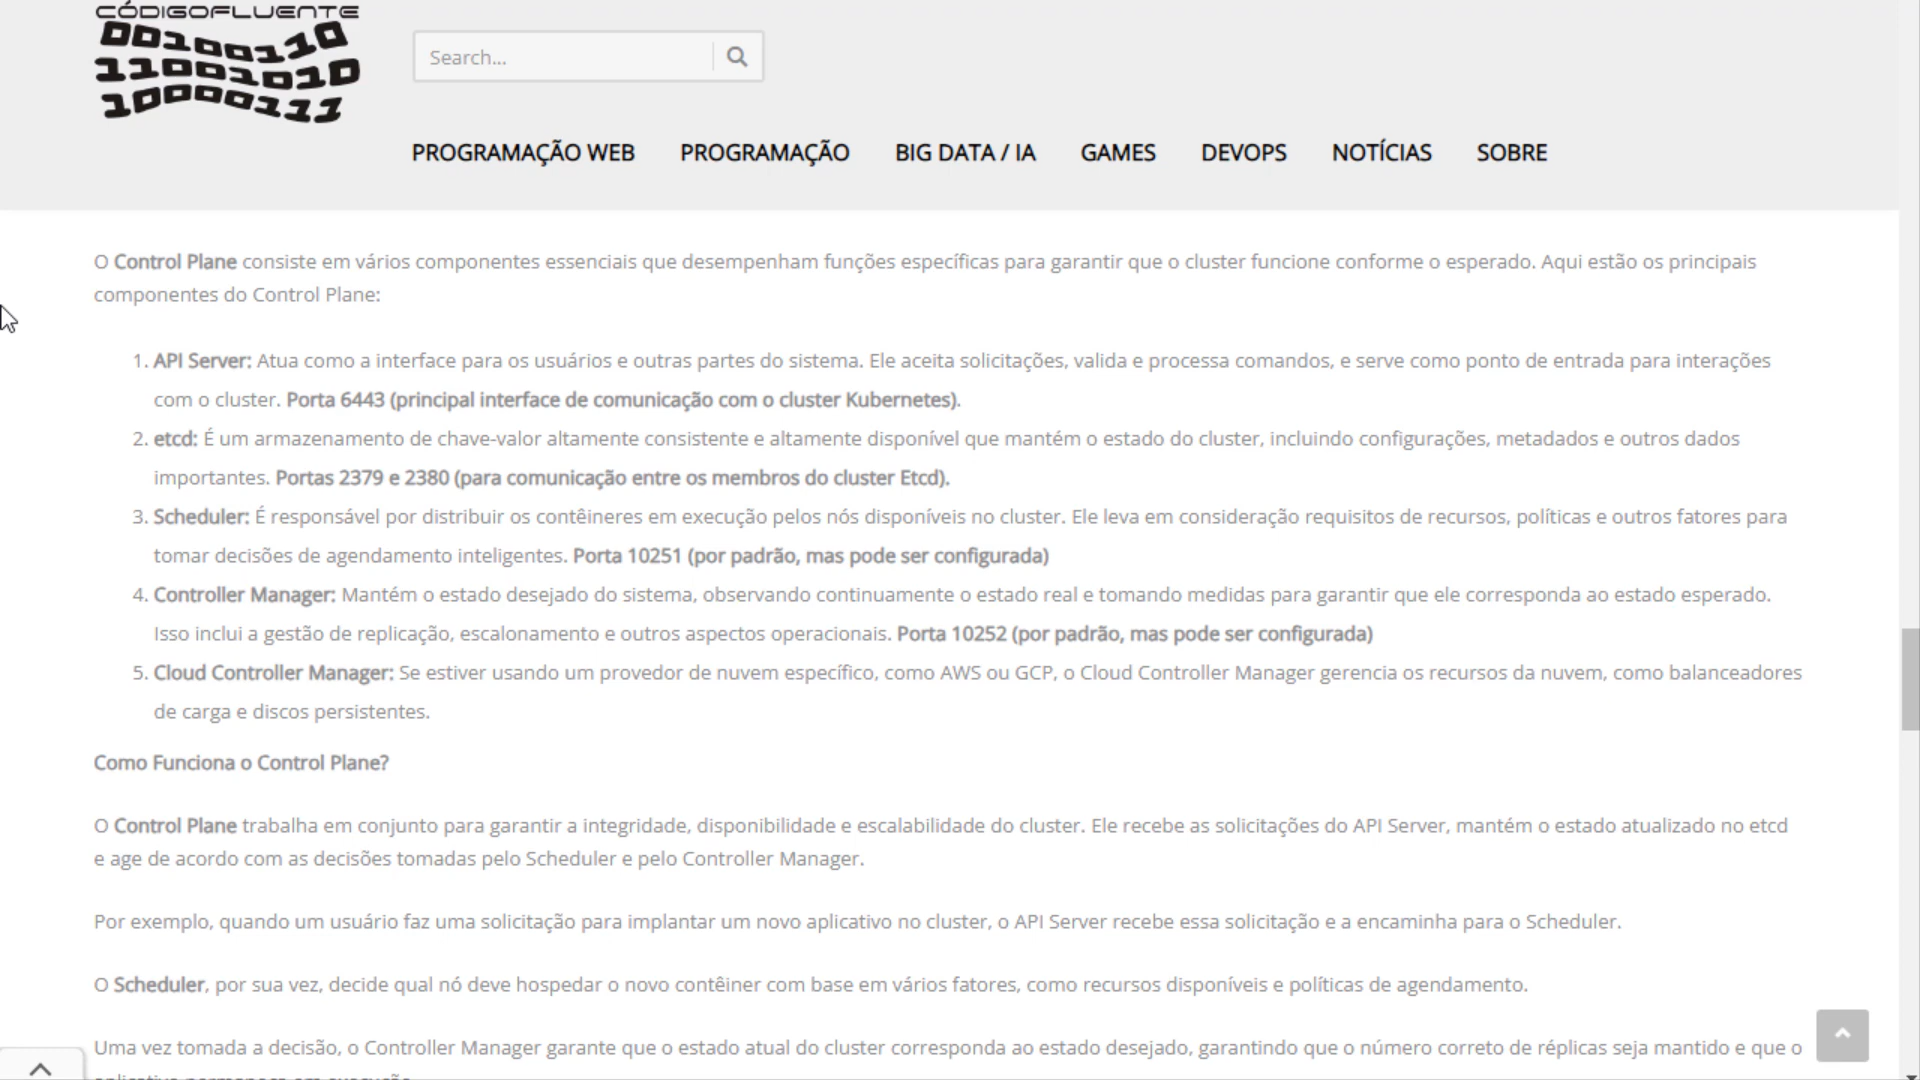 CÓDIGOFLUENTE
00100110
11001010
10000111
Search...
PROGRAMAÇÃO WEB PROGRAMAÇÃO BIG DATA / IA GAMES DEVOPS NOTÍCIAS SOBRE
O Control Plane consiste em vários componentes essenciais que desempenham funções específicas para garantir que o cluster funcione conforme o esperado. Aqui estão os principais
componentes do Control Plane:
1. API Server: Atua como a interface para os usuários e outras partes do sistema. Ele aceita solicitações, valida e processa comandos, e serve como ponto de entrada para interações
com o cluster. Porta 6443 (principal interface de comunicação com o cluster Kubernetes).
2. etcd: É um armazenamento de chave-valor altamente consistente e altamente disponível que mantém o estado do cluster, incluindo configurações, metadados e outros dados
importantes. Portas 2379 e 2380 (para comunicação entre os membros do cluster Etcd).
3. Scheduler: É responsável por distribuir os contêineres em execução pelos nós disponíveis no cluster. Ele leva em consideração requisitos de recursos, políticas e outros fatores para
tomar decisões de agendamento inteligentes. Porta 10251 (por padrão, mas pode ser configurada)
4. Controller Manager: Mantém o estado desejado do sistema, observando continuamente o estado real e tomando medidas para garantir que ele corresponda ao estado esperado.
Isso inclui a gestão de replicação, escalonamento e outros aspectos operacionais. Porta 10252 (por padrão, mas pode ser configurada)
5. Cloud Controller Manager: Se estiver usando um provedor de nuvem específico, como AWS ou GCP, o Cloud Controller Manager gerencia os recursos da nuvem, como balanceadores
de carga e discos persistentes.
Como Funciona o Control Plane?
O Control Plane trabalha em conjunto para garantir a integridade, disponibilidade e escalabilidade do cluster. Ele recebe as solicitações do API Server, mantém o estado atualizado no etcd
e age de acordo com as decisões tomadas pelo Scheduler e pelo Controller Manager.
Por exemplo, quando um usuário faz uma solicitação para implantar um novo aplicativo no cluster, o API Server recebe essa solicitação e a encaminha para o Scheduler.
O Scheduler, por sua vez, decide qual nó deve hospedar o novo contêiner com base em vários fatores, como recursos disponíveis e políticas de agendamento.
Uma vez tomada a decisão, o Controller Manager garante que o estado atual do cluster corresponda ao estado desejado, garantindo que o número correto de réplicas seja mantido e que o